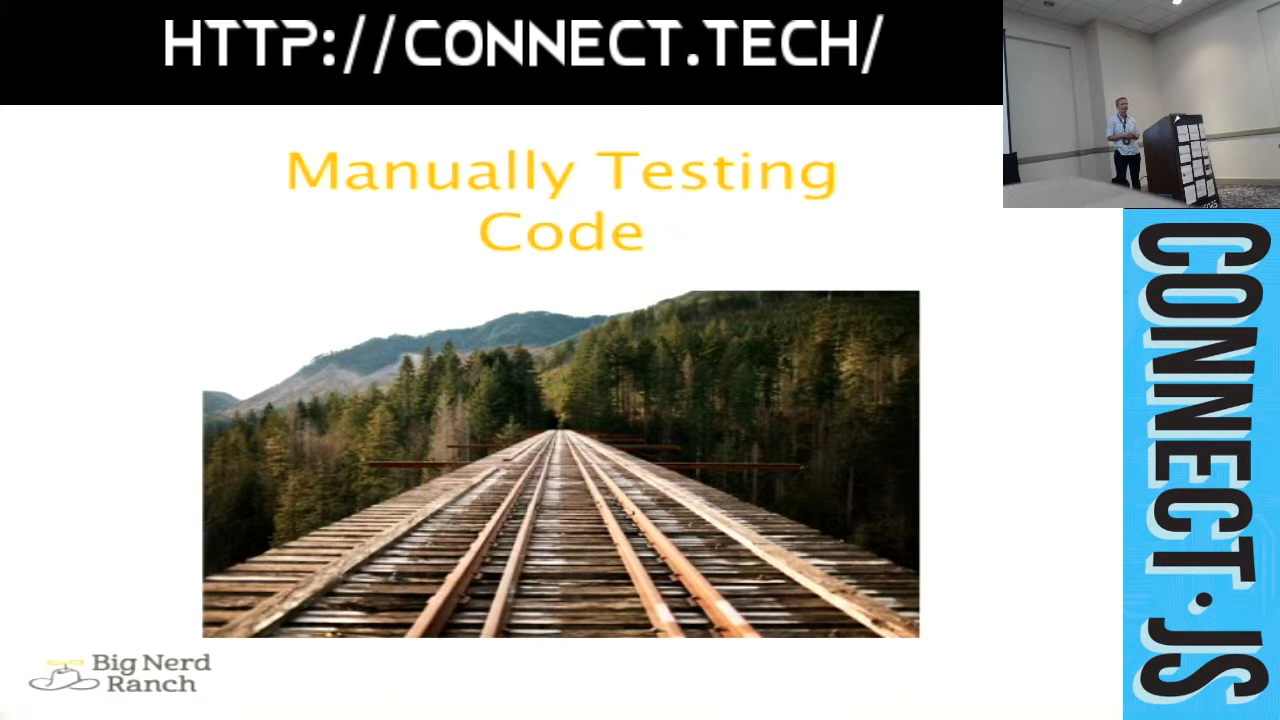 HTTP://CONNECT.TECH/
Manually Testing
Code
Big Nerd
Ranch
CONNECT•JS